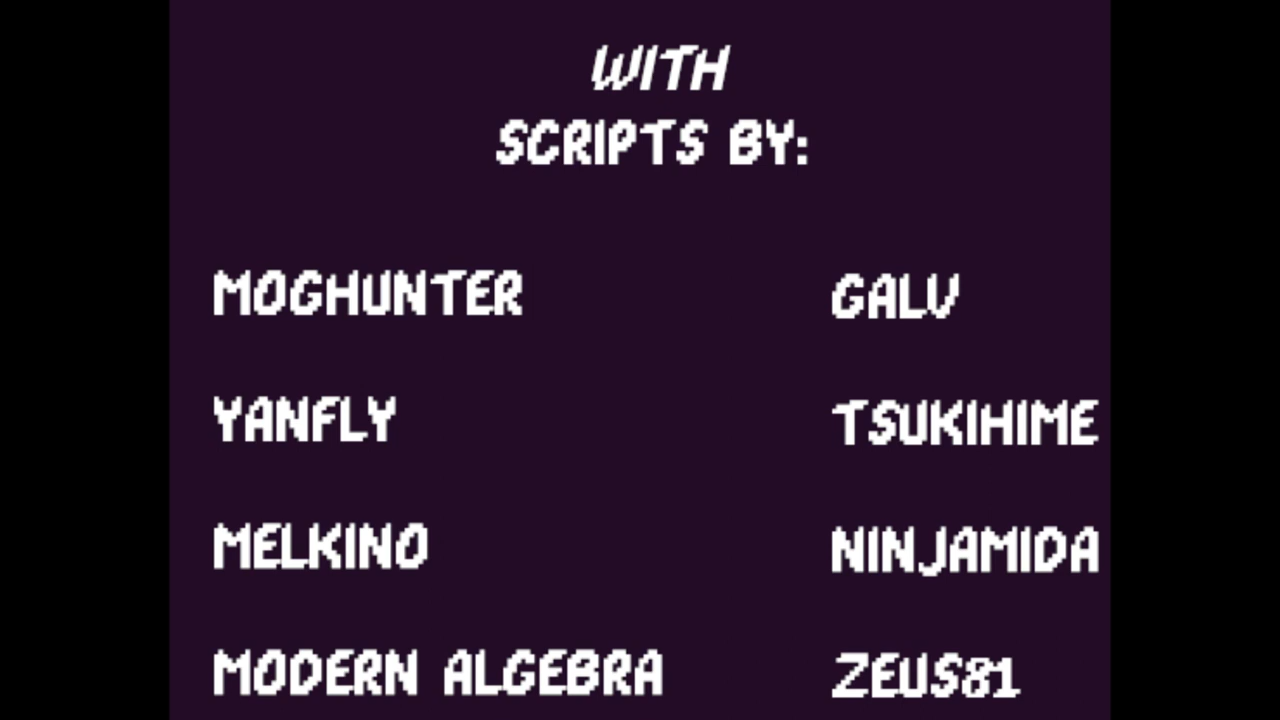 WITH
SCRIPTS BY:
MOGHUNTER
GALV
YANFLY
TSUKIHIME
MELKINO
NINJAMIDA
MODERN ALGEBRA
ZEUS81